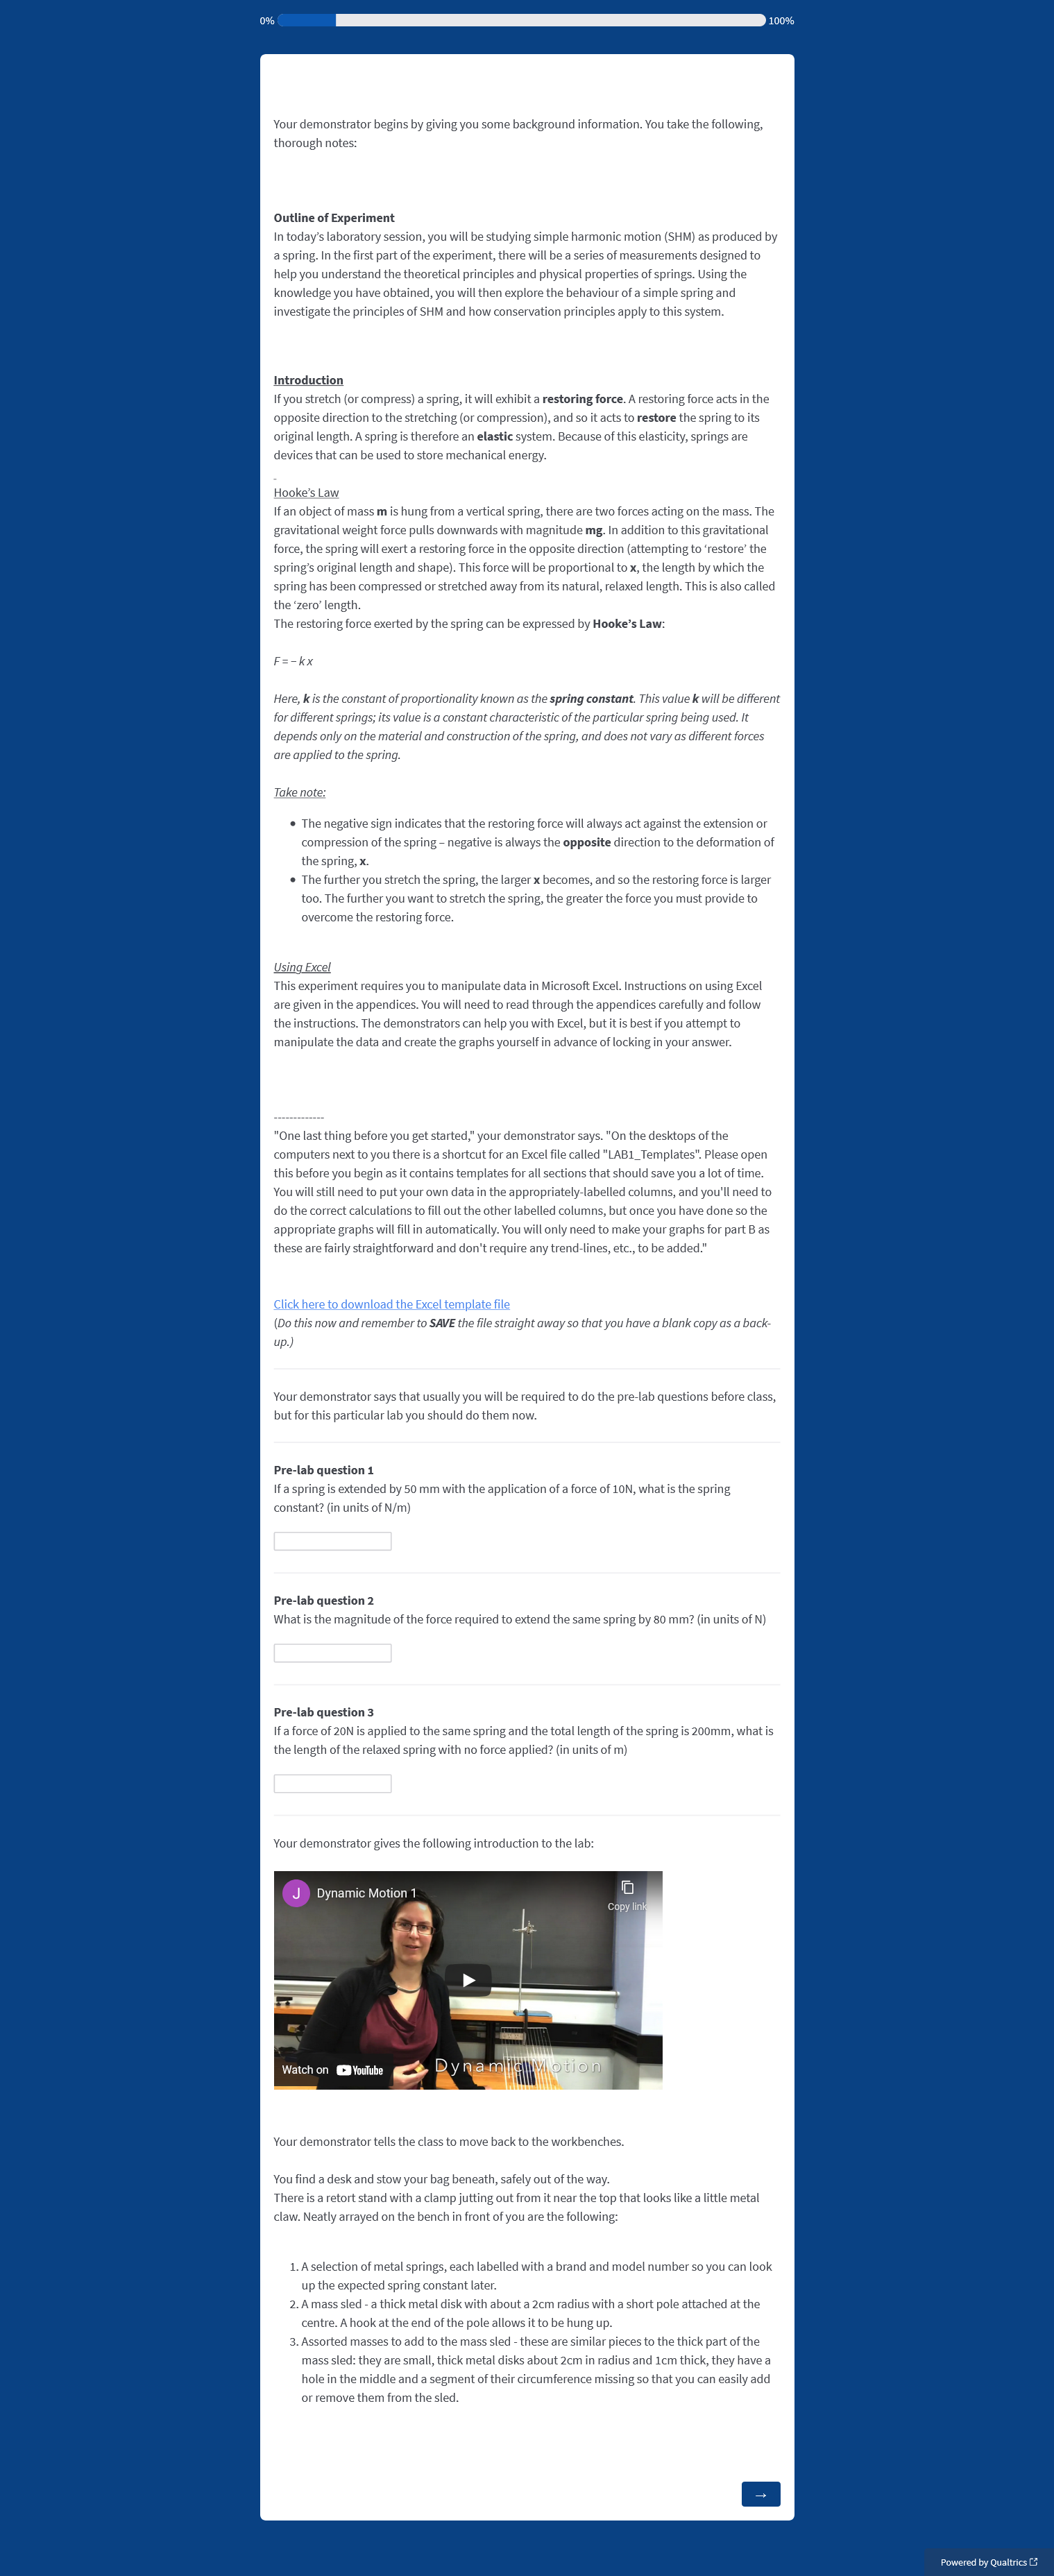 0%
100%
Your demonstrator begins by giving you some background information. You take the following,
thorough notes:
Outline of Experiment
In today’s laboratory session, you will be studying simple harmonic motion (SHM) as produced by
a spring. In the first part of the experiment, there will be a series of measurements designed to
help you understand the theoretical principles and physical properties of springs. Using the
knowledge you have obtained, you will then explore the behaviour of a simple spring and
investigate the principles of SHM and how conservation principles apply to this system.
Introduction
If you stretch (or compress) a spring, it will exhibit a restoring force. A restoring force acts in the
opposite direction to the stretching (or compression), and so it acts to restore the spring to its
original length. A spring is therefore an elastic system. Because of this elasticity, springs are
devices that can be used to store mechanical energy.
Hooke’s Law
If an object of mass m is hung from a vertical spring, there are two forces acting on the mass. The
gravitational weight force pulls downwards with magnitude mg. In addition to this gravitational
force, the spring will exert a restoring force in the opposite direction (attempting to ‘restore’ the
spring’s original length and shape). This force will be proportional to x, the length by which the
spring has been compressed or stretched away from its natural, relaxed length. This is also called
the ‘zero’ length.
The restoring force exerted by the spring can be expressed by Hooke’s Law:
F = − k x
Here, k is the constant of proportionality known as the spring constant. This value k will be different
for different springs; its value is a constant characteristic of the particular spring being used. It
depends only on the material and construction of the spring, and does not vary as different forces
are applied to the spring.
Take note:
• The negative sign indicates that the restoring force will always act against the extension or
compression of the spring – negative is always the opposite direction to the deformation of
the spring, x.
• The further you stretch the spring, the larger x becomes, and so the restoring force is larger
too. The further you want to stretch the spring, the greater the force you must provide to
overcome the restoring force.
Using Excel
This experiment requires you to manipulate data in Microsoft Excel. Instructions on using Excel
are given in the appendices. You will need to read through the appendices carefully and follow
the instructions. The demonstrators can help you with Excel, but it is best if you attempt to
manipulate the data and create the graphs yourself in advance of locking in your answer.
-------------
"One last thing before you get started," your demonstrator says. "On the desktops of the
computers next to you there is a shortcut for an Excel file called "LAB1_Templates". Please open
this before you begin as it contains templates for all sections that should save you a lot of time.
You will still need to put your own data in the appropriately-labelled columns, and you'll need to
do the correct calculations to fill out the other labelled columns, but once you have done so the
appropriate graphs will fill in automatically. You will only need to make your graphs for part B as
these are fairly straightforward and don't require any trend-lines, etc., to be added."
Click here to download the Excel template file
(Do this now and remember to SAVE the file straight away so that you have a blank copy as a back-
up.)
Your demonstrator says that usually you will be required to do the pre-lab questions before class,
but for this particular lab you should do them now.
Pre-lab question 1
If a spring is extended by 50 mm with the application of a force of 10N, what is the spring
constant? (in units of N/m)
Pre-lab question 2
What is the magnitude of the force required to extend the same spring by 80 mm? (in units of N)
Pre-lab question 3
If a force of 20N is applied to the same spring and the total length of the spring is 200mm, what is
the length of the relaxed spring with no force applied? (in units of m)
Your demonstrator gives the following introduction to the lab:
J
Dynamic Motion 1
Copy link
Dynamic Motion
Watch on YouTube
Your demonstrator tells the class to move back to the workbenches.
You find a desk and stow your bag beneath, safely out of the way.
There is a retort stand with a clamp jutting out from it near the top that looks like a little metal
claw. Neatly arrayed on the bench in front of you are the following:
1. A selection of metal springs, each labelled with a brand and model number so you can look
up the expected spring constant later.
2. A mass sled - a thick metal disk with about a 2cm radius with a short pole attached at the
centre. A hook at the end of the pole allows it to be hung up.
3. Assorted masses to add to the mass sled - these are similar pieces to the thick part of the
mass sled: they are small, thick metal disks about 2cm in radius and 1cm thick, they have a
hole in the middle and a segment of their circumference missing so that you can easily add
or remove them from the sled.
→
Powered by Qualtrics